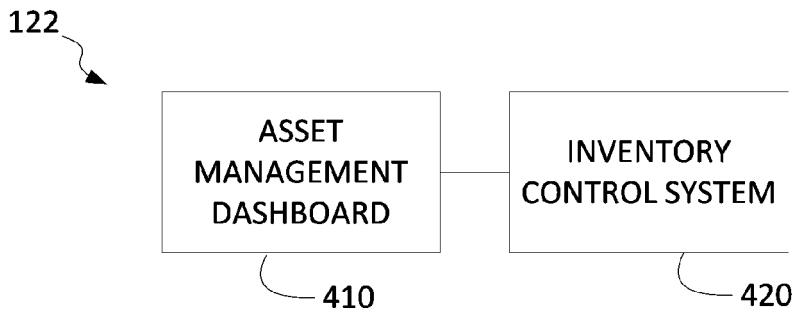 122
ASSET
MANAGEMENT
DASHBOARD
INVENTORY
CONTROL SYSTEM
410
420